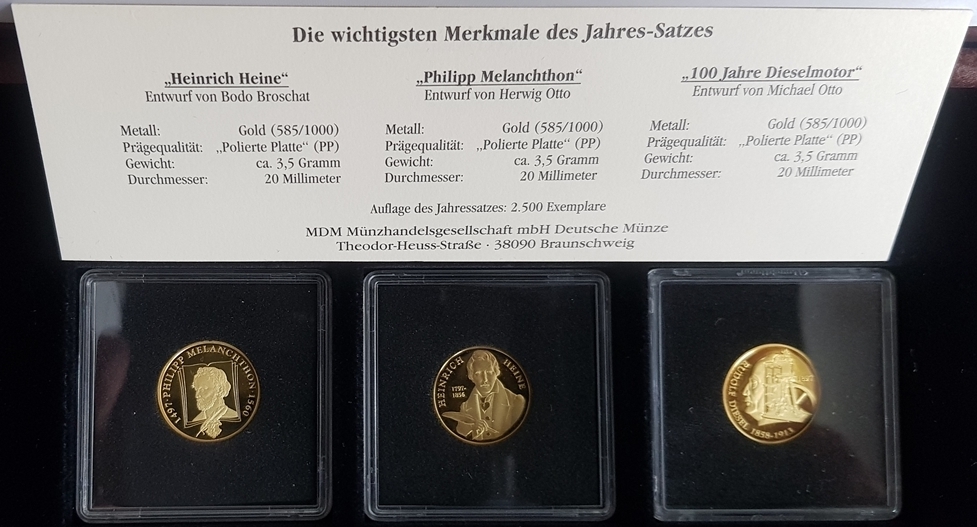 Die wichtigsten Merkmale des Jahres-Satzes
„Heinrich Heine“
Entwurf von Bodo Broschat
Metall: Gold (585/1000)
Prägequalität: „Polierte Platte“ (PP)
Gewicht: ca. 3,5 Gramm
Durchmesser: 20 Millimeter
„Philipp Melanchthon“
Entwurf von Herwig Otto
Metall: Gold (585/1000)
Prägequalität: „Polierte Platte“ (PP)
Gewicht: ca. 3,5 Gramm
Durchmesser: 20 Millimeter
„100 Jahre Dieselmotor“
Entwurf von Michael Otto
Metall: Gold (585/1000)
Prägequalität: „Polierte Platte“ (PP)
Gewicht: ca. 3,5 Gramm
Durchmesser: 20 Millimeter
Auflage des Jahressatzes: 2.500 Exemplare
MDM Münzhandelsgesellschaft mbH Deutsche Münze
Theodor-Heuss-Straße · 38090 Braunschweig
1497·PHILIPP MELANCHTHON·1560
HEINRICH HEINE
1797-
1856
RUDOLF DIESEL 1858-1913